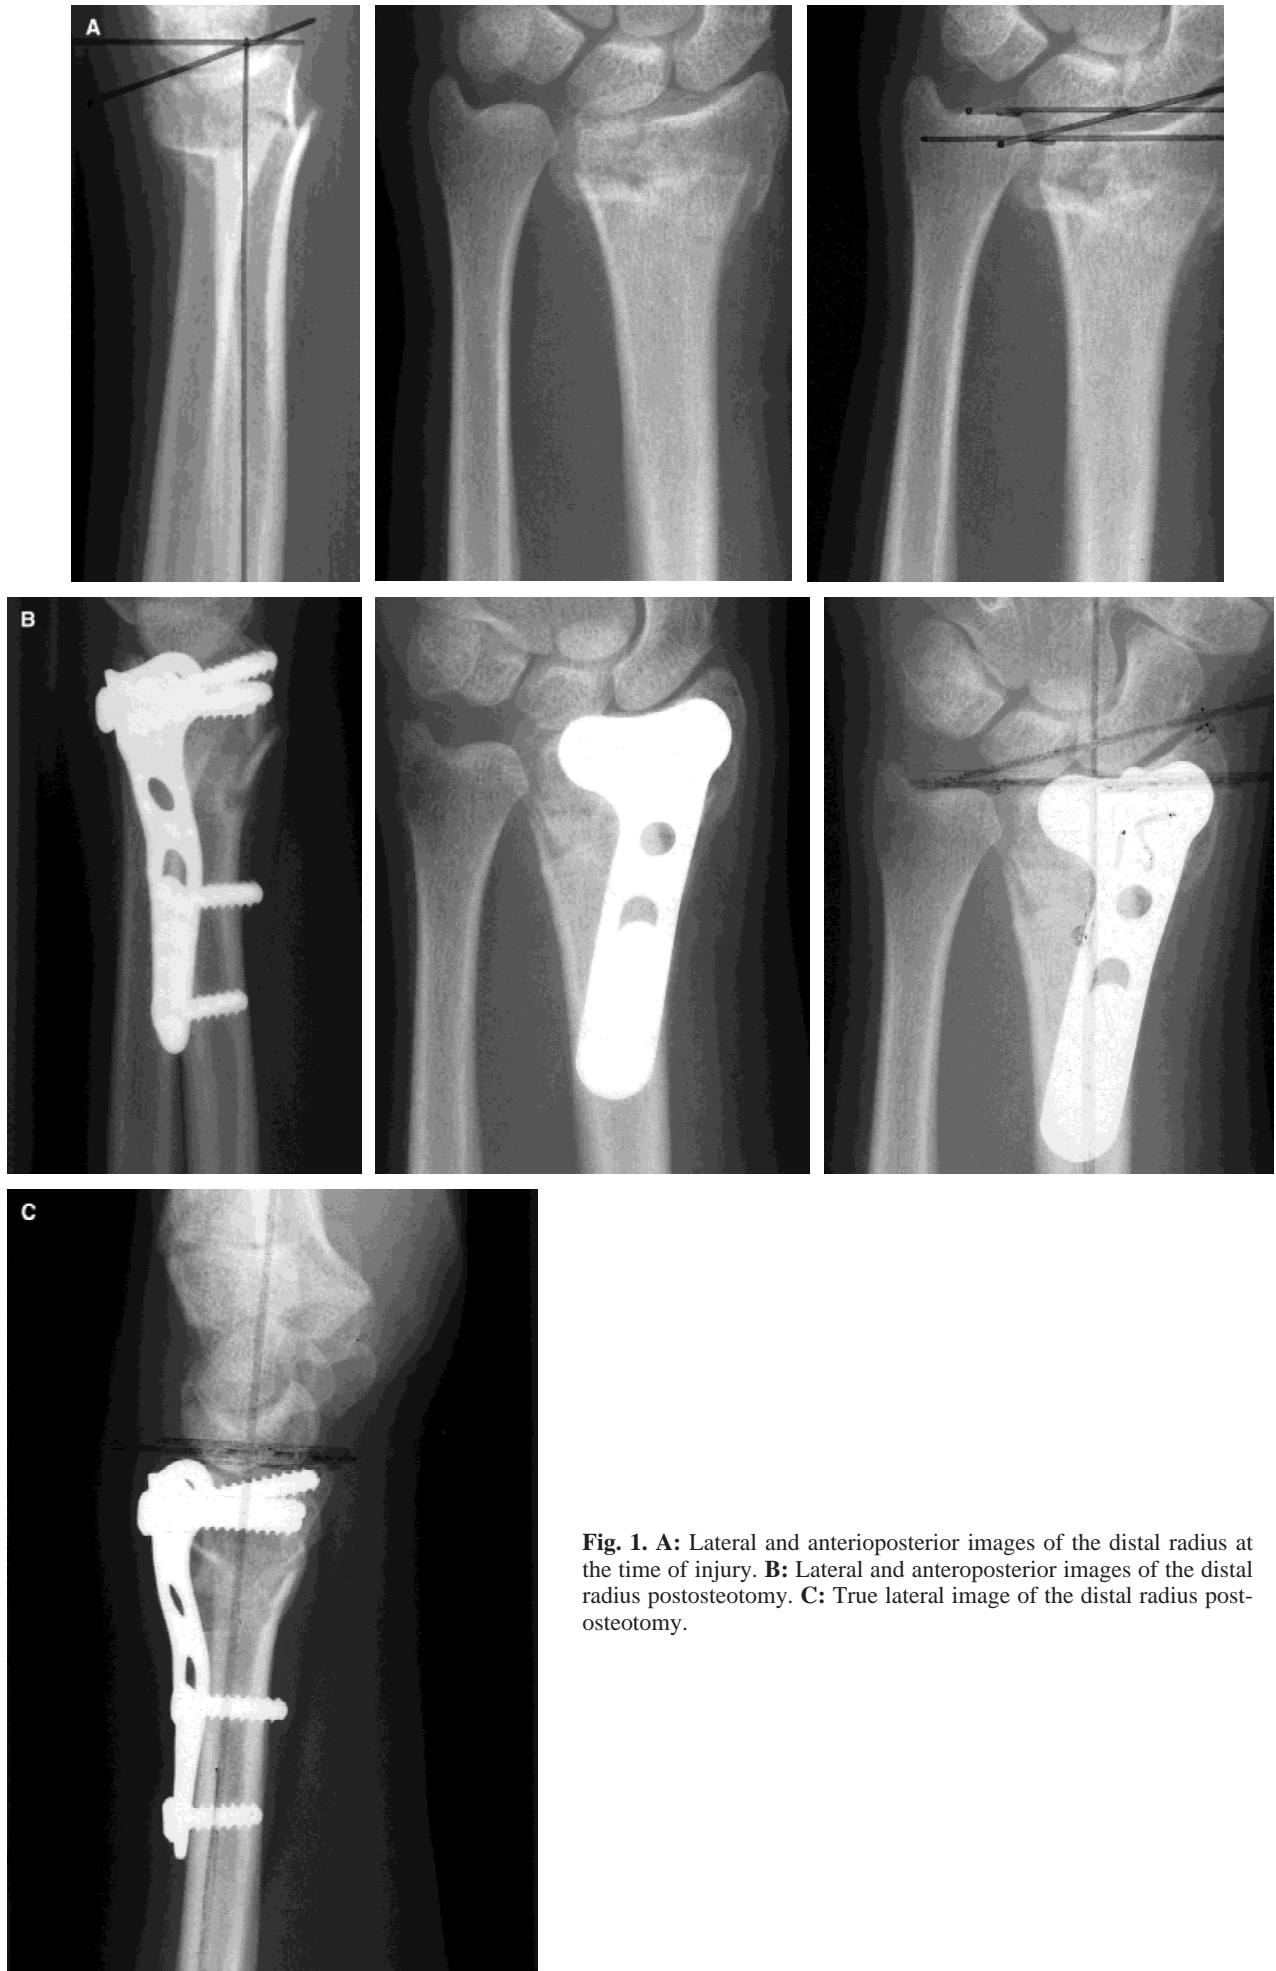 A
B
C
Fig. 1. A: Lateral and anterioposterior images of the distal radius at
the time of injury. B: Lateral and anteroposterior images of the distal
radius postosteotomy. C: True lateral image of the distal radius post-
osteotomy.